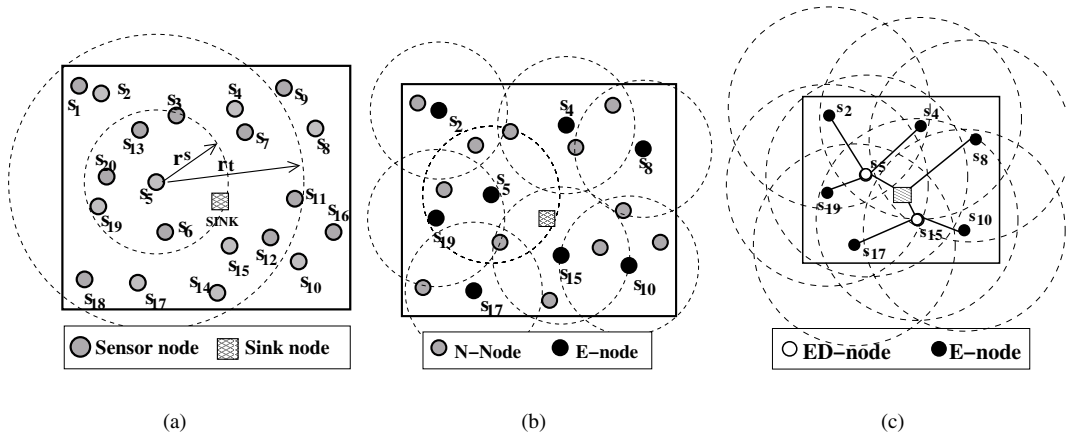 s1
s2
s3
s4
s9
s13
s7
s8
rs
rt
s20
s5
s11
SINK
s16
s19
s6
s15
s12
s10
s18
s17
s14
Sensor node
Sink node
(a)
s2
s4
s8
s5
s19
s15
s10
s17
N-Node
E-node
(b)
s2
s4
s5
s8
s19
s15
s10
s17
ED-node
E-node
(c)